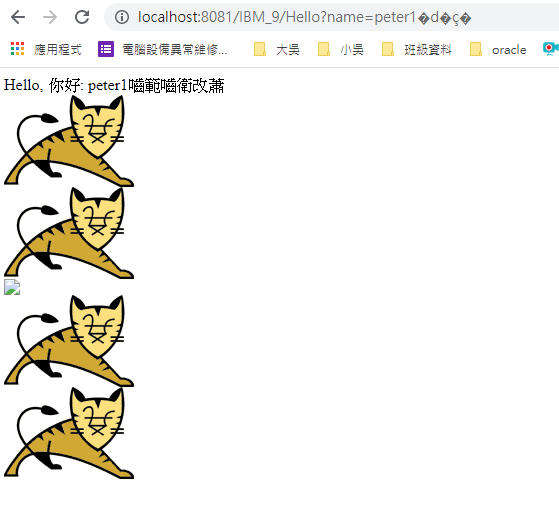 localhost:8081/IBM_9/Hello?name=peter1�d�ç�
應用程式 電腦設備異常維修... 大吳 小吳 班級資料 oracle
Hello, 你好: peter1嚙範嚙衛改蕭